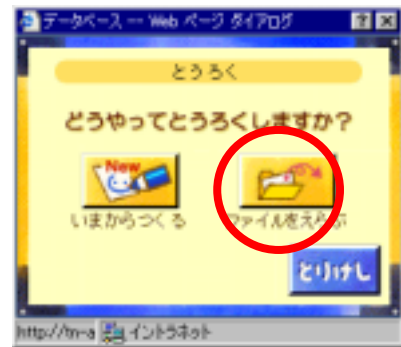 データベース -- Web ページ ダイアログ
とうろく
どうやってとうろくしますか？
New
いまからつくる
ファイルをえらぶ
とりけし
http://tn-a イントラネット